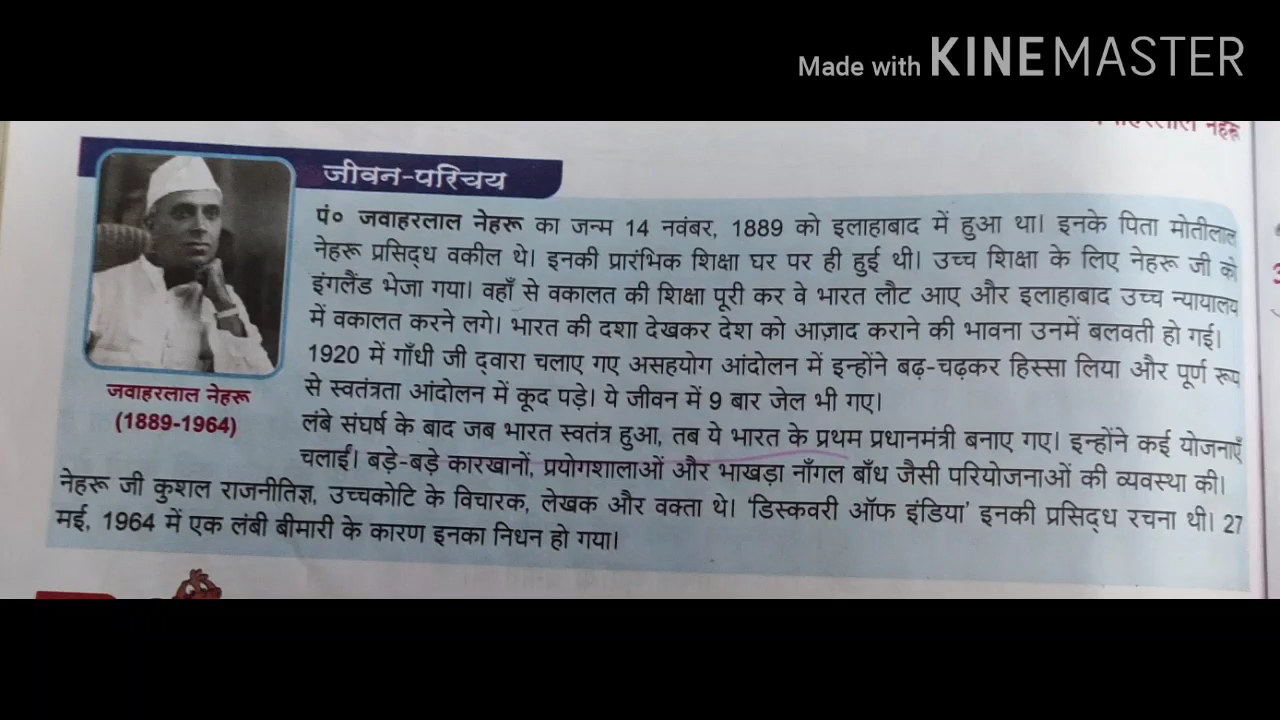 Made with KINEMASTER
जवाहरलाल नेहरू
जीवन-परिचय
पं० जवाहरलाल नेहरू का जन्म 14 नवंबर, 1889 को इलाहाबाद में हुआ था। इनके पिता मोतीलाल
नेहरू प्रसिद्ध वकील थे। इनकी प्रारंभिक शिक्षा घर पर ही हुई थी। उच्च शिक्षा के लिए नेहरू जी को
इंगलैंड भेजा गया। वहाँ से वकालत की शिक्षा पूरी कर वे भारत लौट आए और इलाहाबाद उच्च न्यायालय
में वकालत करने लगे। भारत की दशा देखकर देश को आज़ाद कराने की भावना उनमें बलवती हो गई।
1920 में गाँधी जी द्वारा चलाए गए असहयोग आंदोलन में इन्होंने बढ़-चढ़कर हिस्सा लिया और पूर्ण रूप
से स्वतंत्रता आंदोलन में कूद पड़े। ये जीवन में 9 बार जेल भी गए।
जवाहरलाल नेहरू
(1889-1964)
लंबे संघर्ष के बाद जब भारत स्वतंत्र हुआ, तब ये भारत के प्रथम प्रधानमंत्री बनाए गए। इन्होंने कई योजनाएँ
चलाईं। बड़े-बड़े कारखानों, प्रयोगशालाओं और भाखड़ा नाँगल बाँध जैसी परियोजनाओं की व्यवस्था की।
नेहरू जी कुशल राजनीतिज्ञ, उच्चकोटि के विचारक, लेखक और वक्ता थे। 'डिस्कवरी ऑफ इंडिया' इनकी प्रसिद्ध रचना थी। 27
मई, 1964 में एक लंबी बीमारी के कारण इनका निधन हो गया।